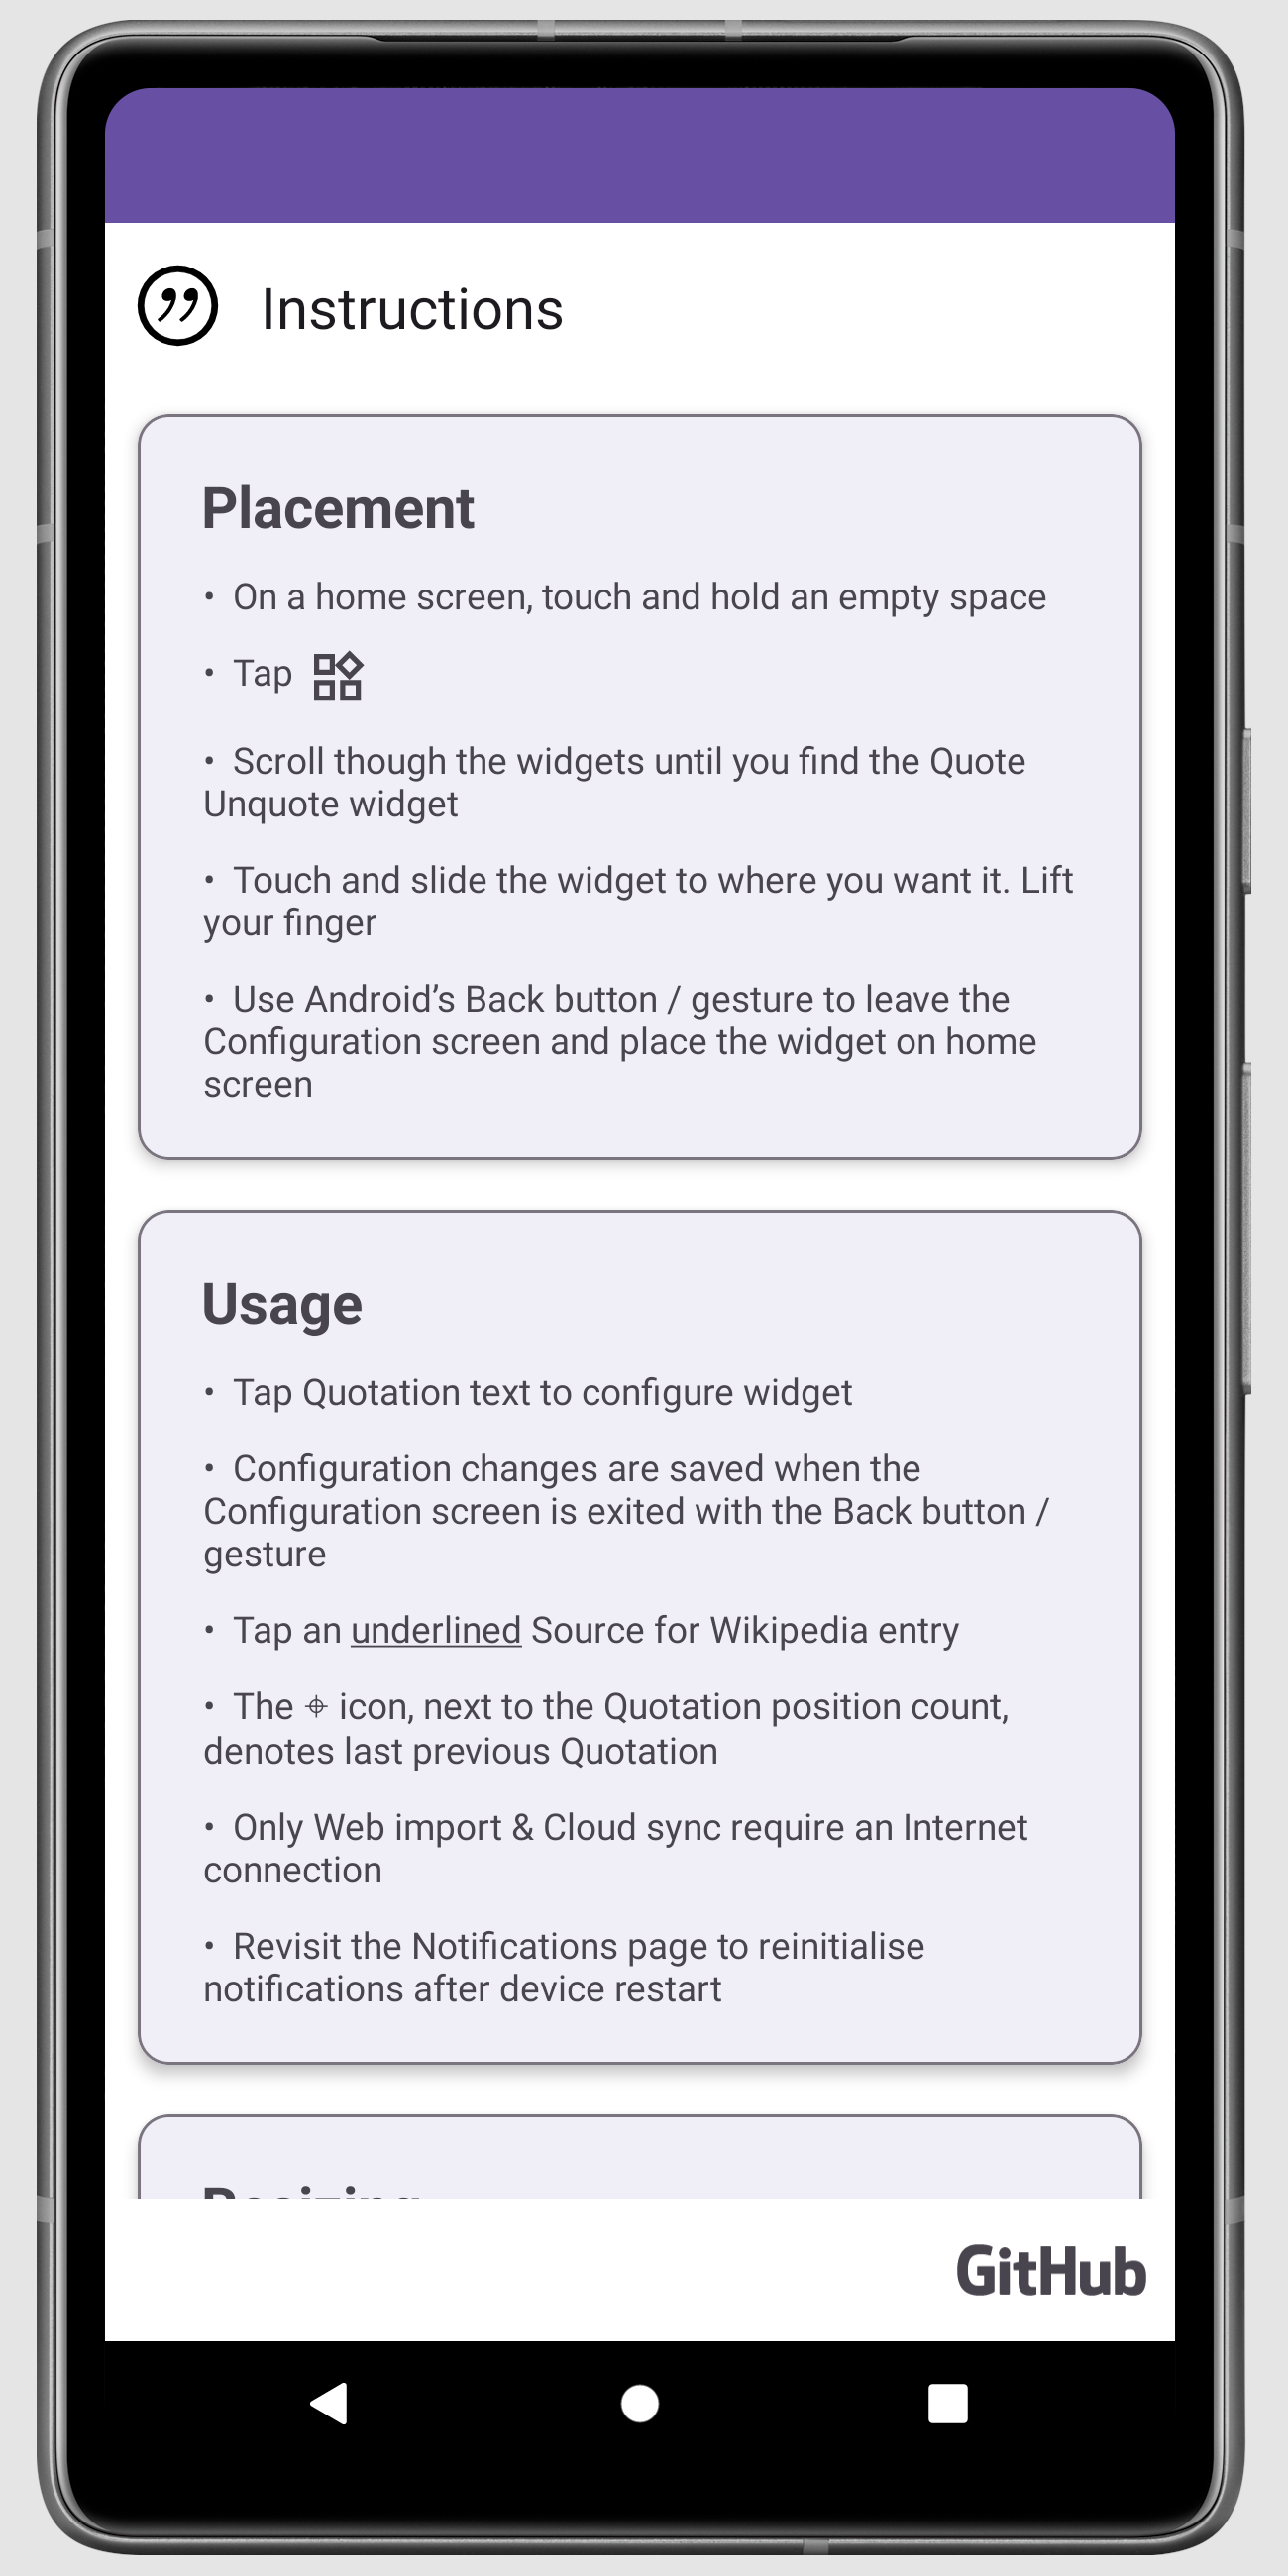 Instructions
Placement
• On a home screen, touch and hold an empty space
• Tap
• Scroll though the widgets until you find the Quote
Unquote widget
• Touch and slide the widget to where you want it. Lift
your finger
• Use Android’s Back button / gesture to leave the
Configuration screen and place the widget on home
screen
Usage
• Tap Quotation text to configure widget
• Configuration changes are saved when the
Configuration screen is exited with the Back button /
gesture
• Tap an underlined Source for Wikipedia entry
• The ⌖ icon, next to the Quotation position count,
denotes last previous Quotation
• Only Web import & Cloud sync require an Internet
connection
• Revisit the Notifications page to reinitialise
notifications after device restart
Resizing
GitHub